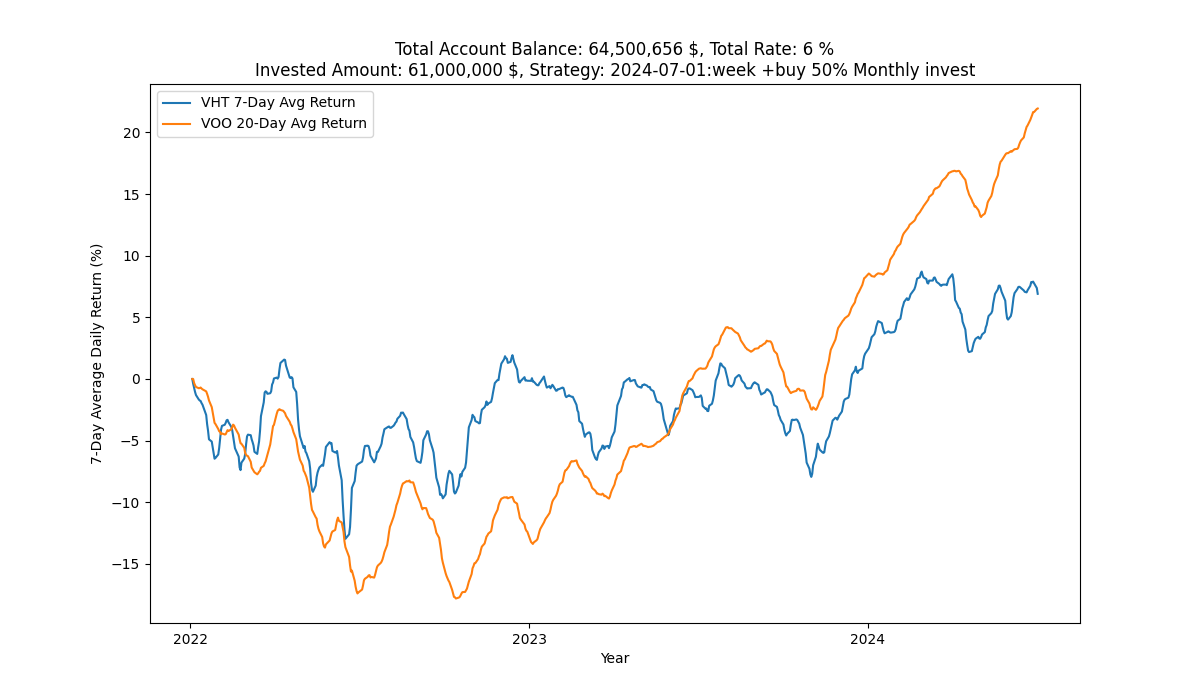 Total Account Balance: 64,500,656 $, Total Rate: 6 %
Invested Amount: 61,000,000 $, Strategy: 2024-07-01:week +buy 50% Monthly invest
VHT 7-Day Avg Return
VOO 20-Day Avg Return
7-Day Average Daily Return (%)
20
15
10
5
0
−5
−10
−15
2022
2023
2024
Year